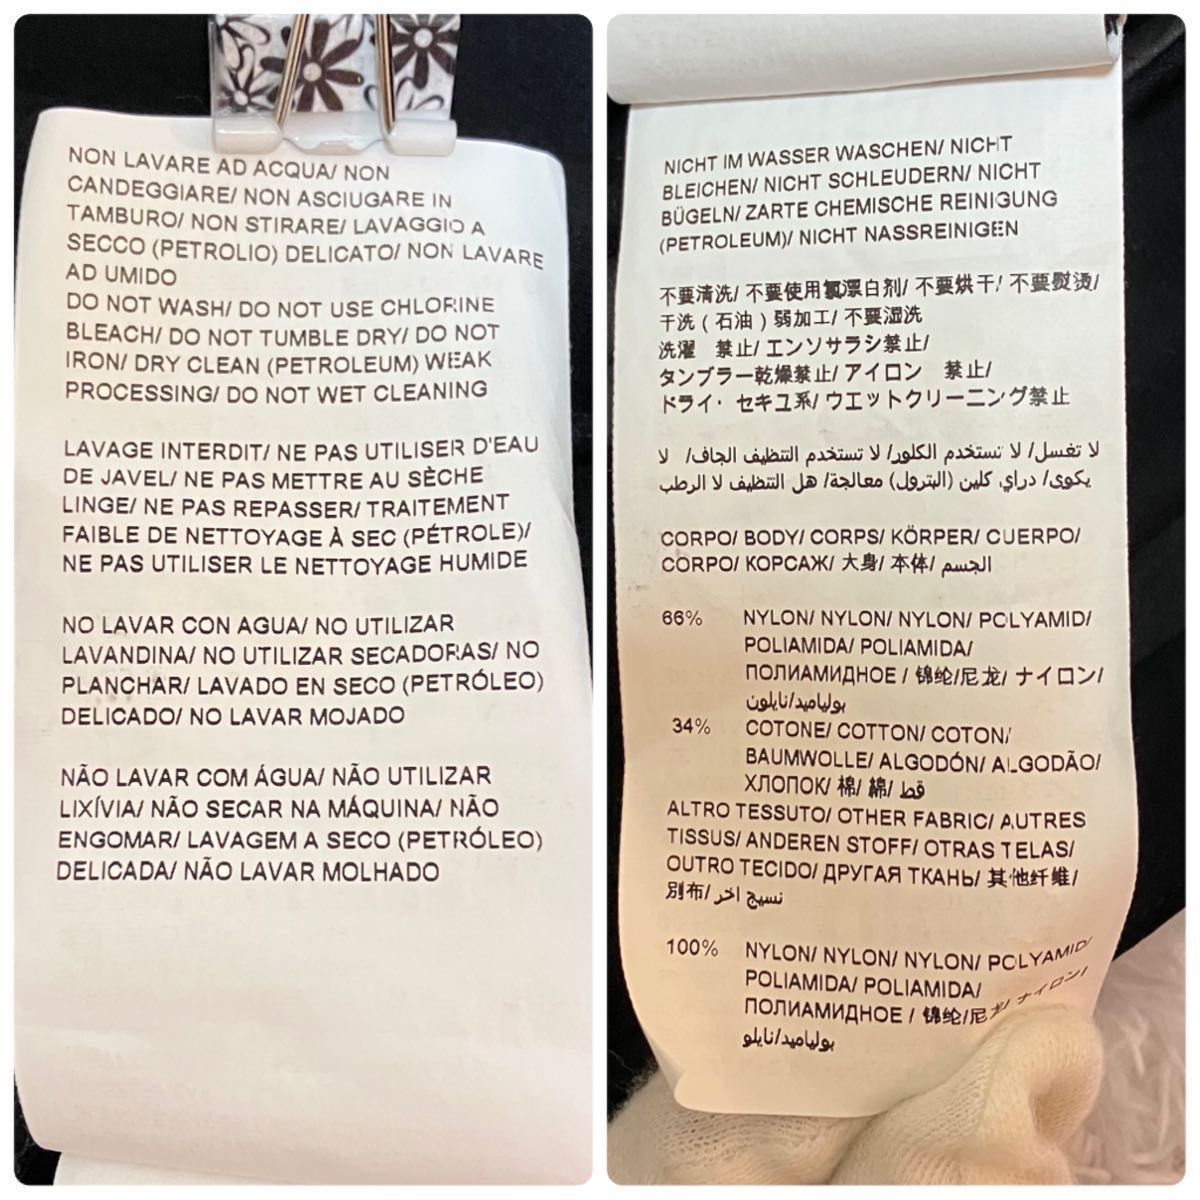 NON LAVARE AD ACQUA/ NON
CANDEGGIARE/ NON ASCIUGARE IN
TAMBURO/ NON STIRARE/ LAVAGGIO A
SECCO (PETROLIO) DELICATO/ NON LAVARE
AD UMIDO
DO NOT WASH/ DO NOT USE CHLORINE
BLEACH/ DO NOT TUMBLE DRY/ DO NOT
IRON/ DRY CLEAN (PETROLEUM) WEAK
PROCESSING/ DO NOT WET CLEANING
LAVAGE INTERDIT/ NE PAS UTILISER D'EAU
DE JAVEL/ NE PAS METTRE AU SÈCHE
LINGE/ NE PAS REPASSER/ TRAITEMENT
FAIBLE DE NETTOYAGE À SEC (PÉTROLE)/
NE PAS UTILISER LE NETTOYAGE HUMIDE
NO LAVAR CON AGUA/ NO UTILIZAR
LAVANDINA/ NO UTILIZAR SECADORAS/ NO
PLANCHAR/ LAVADO EN SECO (PETRÓLEO)
DELICADO/ NO LAVAR MOJADO
NÃO LAVAR COM ÁGUA/ NÃO UTILIZAR
LIXÍVIA/ NÃO SECAR NA MÁQUINA/ NÃO
ENGOMAR/ LAVAGEM A SECO (PETRÓLEO)
DELICADA/ NÃO LAVAR MOLHADO
NICHT IM WASSER WASCHEN/ NICHT
BLEICHEN/ NICHT SCHLEUDERN/ NICHT
BÜGELN/ ZARTE CHEMISCHE REINIGUNG
(PETROLEUM)/ NICHT NASSREINIGEN
不要清洗/ 不要使用氯漂白剂/ 不要烘干/ 不要熨烫/
干洗（石油）弱加工/ 不要湿洗
洗濯　禁止/ エンソサラシ禁止/
タンブラー乾燥禁止/ アイロン　禁止/
ドライ・セキユ系/ ウエットクリーニング禁止
لا تغسل/ لا تستخدم الكلور/ لا تستخدم التنظيف الجاف/ لا
يكوى/ دراي كلين (البترول) معالجة/ هل التنظيف لا الرطب
CORPO/ BODY/ CORPS/ KÖRPER/ CUERPO/
CORPO/ КОРСАЖ/ 大身/ 本体/ الجسم
66% NYLON/ NYLON/ NYLON/ POLYAMID/
POLIAMIDA/ POLIAMIDA/
ПОЛИАМИДНОЕ / 锦纶/尼龙/ ナイロン/
بولياميد/نايلون
34% COTONE/ COTTON/ COTON/
BAUMWOLLE/ ALGODÓN/ ALGODÃO/
ХЛОПОК/ 棉/ 綿/ قط
ALTRO TESSUTO/ OTHER FABRIC/ AUTRES
TISSUS/ ANDEREN STOFF/ OTRAS TELAS/
OUTRO TECIDO/ ДРУГАЯ ТКАНЬ/ 其他纤维/
別布/ نسيج اخر
100% NYLON/ NYLON/ NYLON/ POLYAMID/
POLIAMIDA/ POLIAMIDA/
ПОЛИАМИДНОЕ / 锦纶/尼龙/ ナイロン/
بولياميد/نايلو